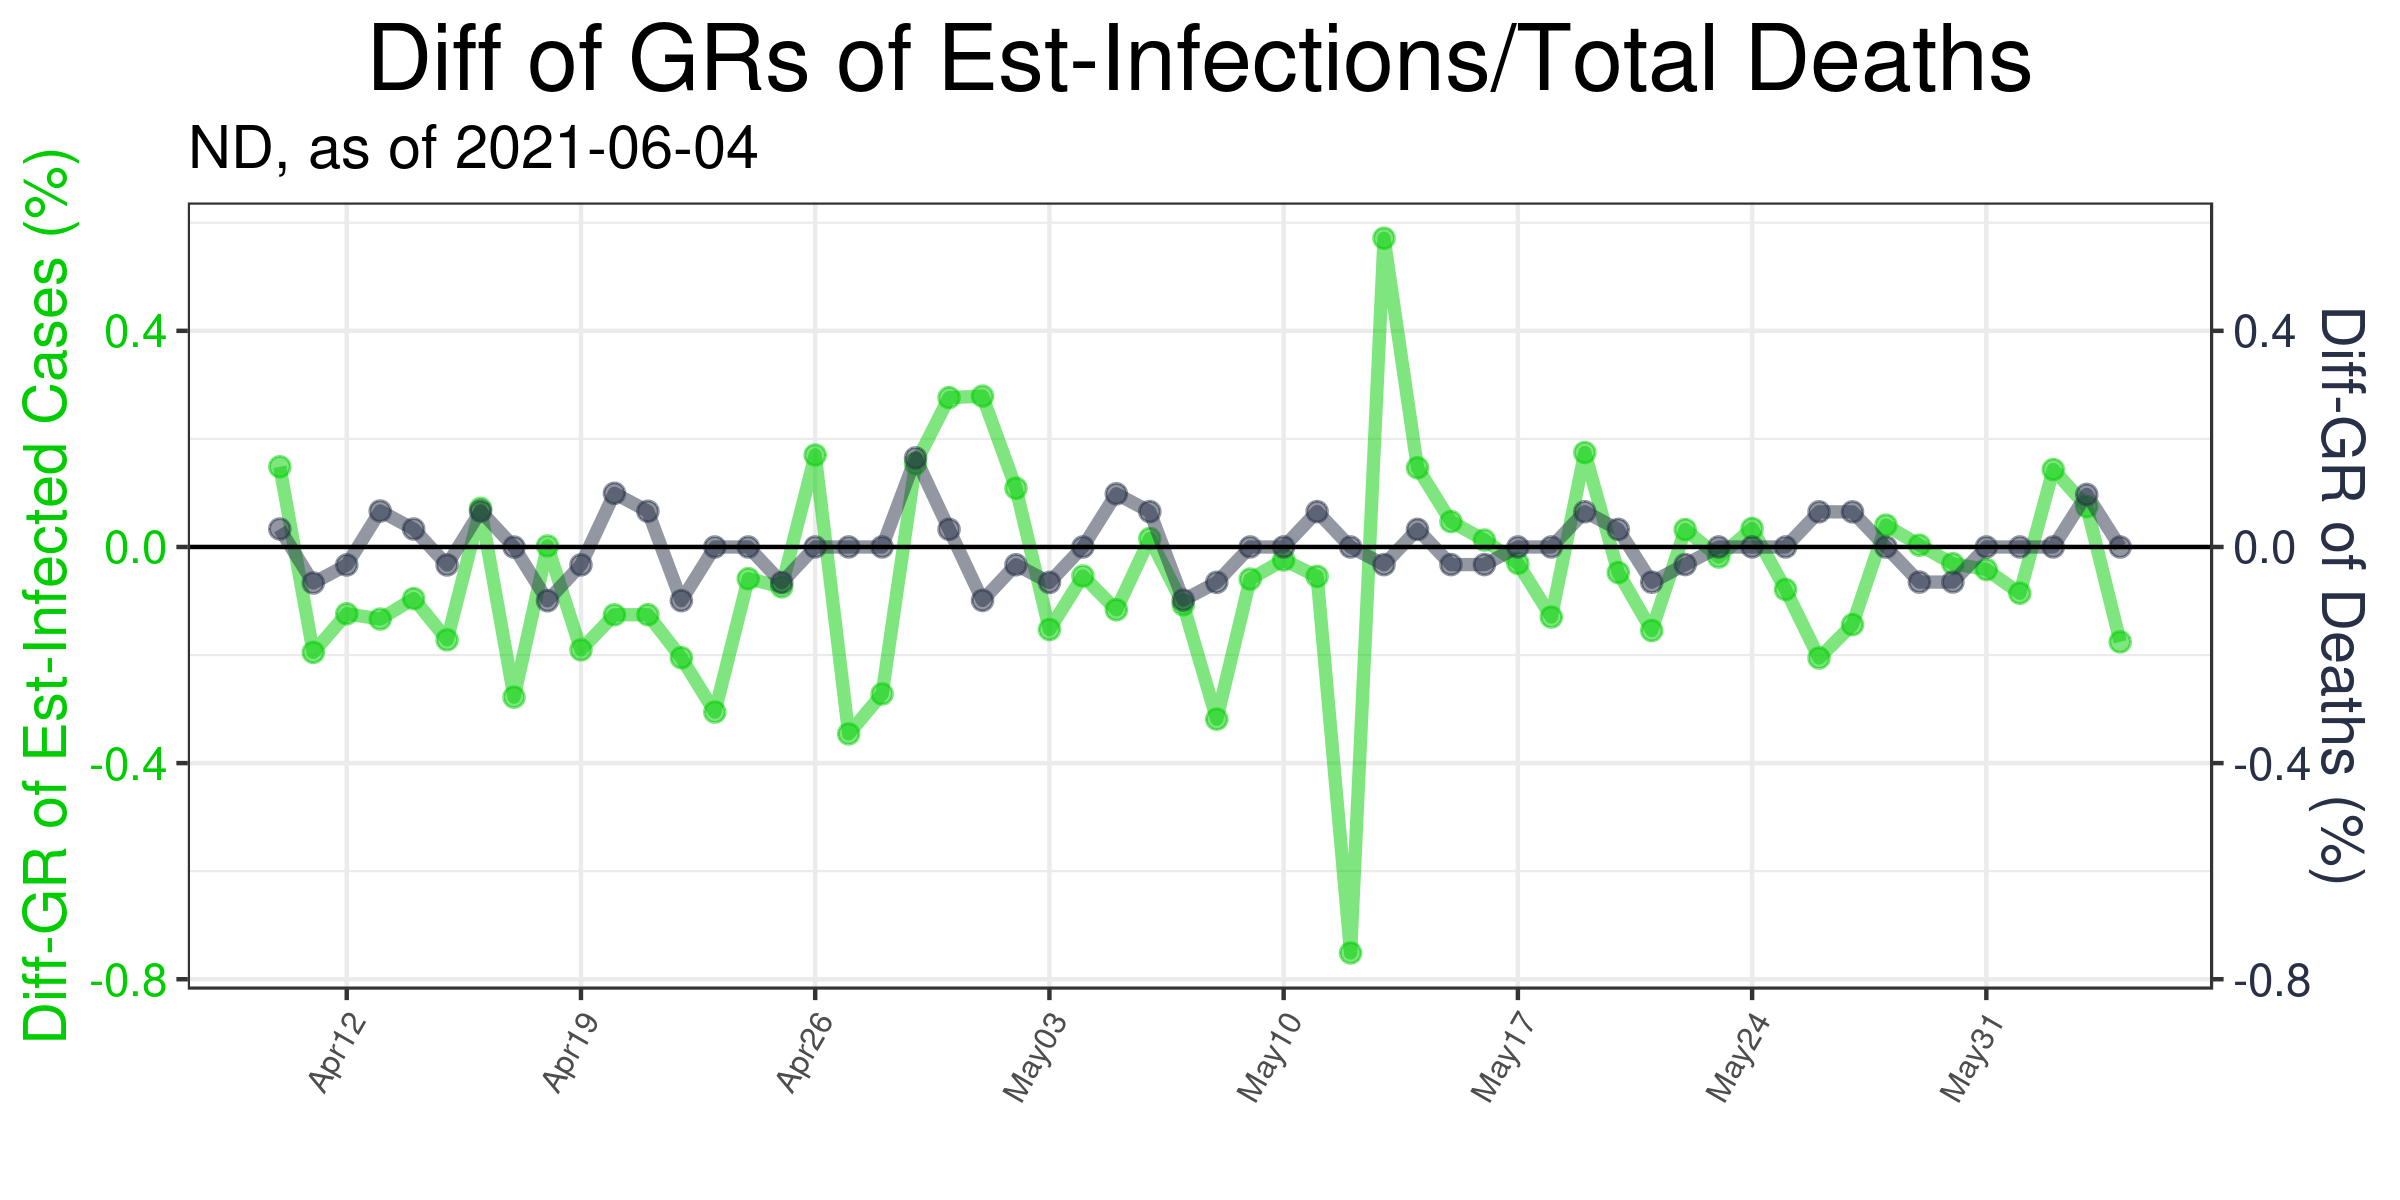 Diff of GRs of Est-Infections/Total Deaths
ND, as of 2021-06-04
Diff-GR of Est-Infected Cases (%)
0.4
0.0
-0.4
-0.8
0.4
0.0
-0.4
-0.8
Diff-GR of Deaths (%)
Apr12
Apr19
Apr26
May03
May10
May17
May24
May31